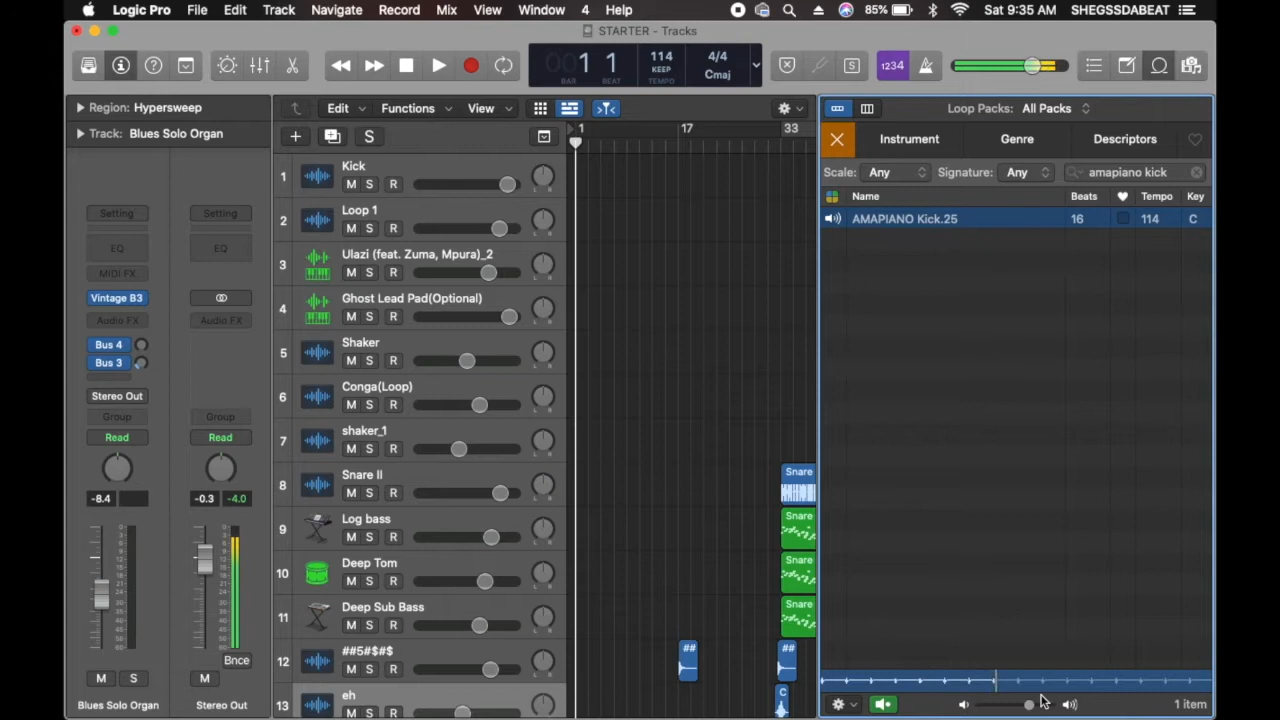 Logic Pro File Edit Track Navigate Record Mix View Window 4 Help 85% Sat 9:35 AM SHEGSSDABEAT
STARTER - Tracks
001 1 114 4/4
KEEP Cmaj
BAR BEAT TEMPO
1234
Region: Hypersweep
Track: Blues Solo Organ
Edit Functions View
Loop Packs: All Packs
1 17 33
Instrument Genre Descriptors
Scale: Any Signature: Any amapiano kick
Name Beats Tempo Key
AMAPIANO Kick.25 16 114 C
Setting Setting
EQ EQ
MIDI FX
Vintage B3
Audio FX Audio FX
Bus 4
Bus 3
Stereo Out
Group Group
Read Read
-8.4 -0.3 -4.0
Bnce
M S M
Blues Solo Organ Stereo Out
1 Kick
M S R
2 Loop 1
M S R
3 Ulazi (feat. Zuma, Mpura)_2
M S R
4 Ghost Lead Pad(Optional)
M S R
5 Shaker
M S R
6 Conga(Loop)
M S R
7 shaker_1
M S R
8 Snare II
M S R
Snare
9 Log bass
M S R
Snare
10 Deep Tom
M S R
Snare
11 Deep Sub Bass
M S R
Snare
12 ##5#$#$
M S R
## ##
13 eh
M S R
C
1 item